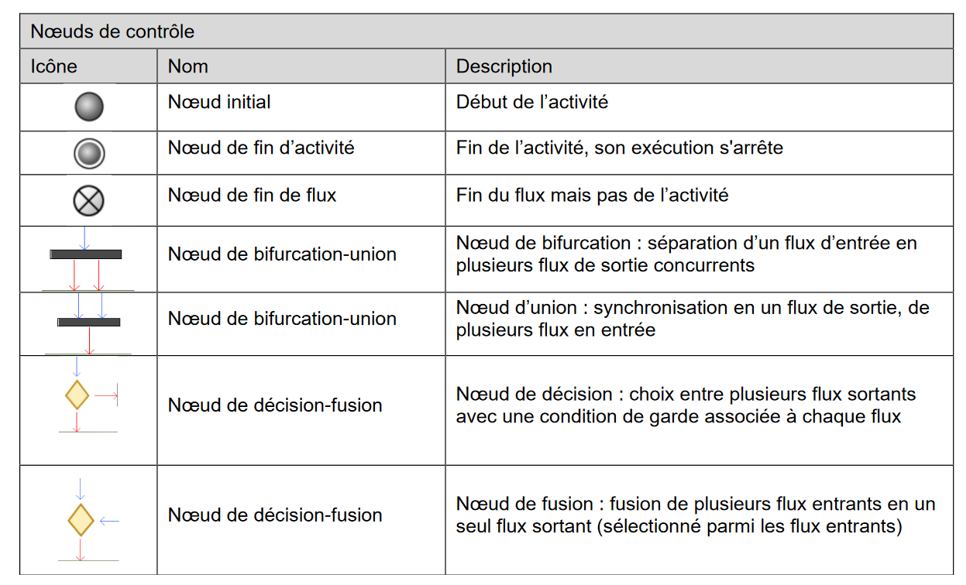 Nœuds de contrôle
Icône Nom Description
Nœud initial Début de l’activité
Nœud de fin d’activité Fin de l’activité, son exécution s'arrête
Nœud de fin de flux Fin du flux mais pas de l’activité
Nœud de bifurcation-union
Nœud de bifurcation : séparation d’un flux d’entrée en
plusieurs flux de sortie concurrents
Nœud de bifurcation-union
Nœud d’union : synchronisation en un flux de sortie, de
plusieurs flux en entrée
Nœud de décision-fusion
Nœud de décision : choix entre plusieurs flux sortants
avec une condition de garde associée à chaque flux
Nœud de décision-fusion
Nœud de fusion : fusion de plusieurs flux entrants en un
seul flux sortant (sélectionné parmi les flux entrants)